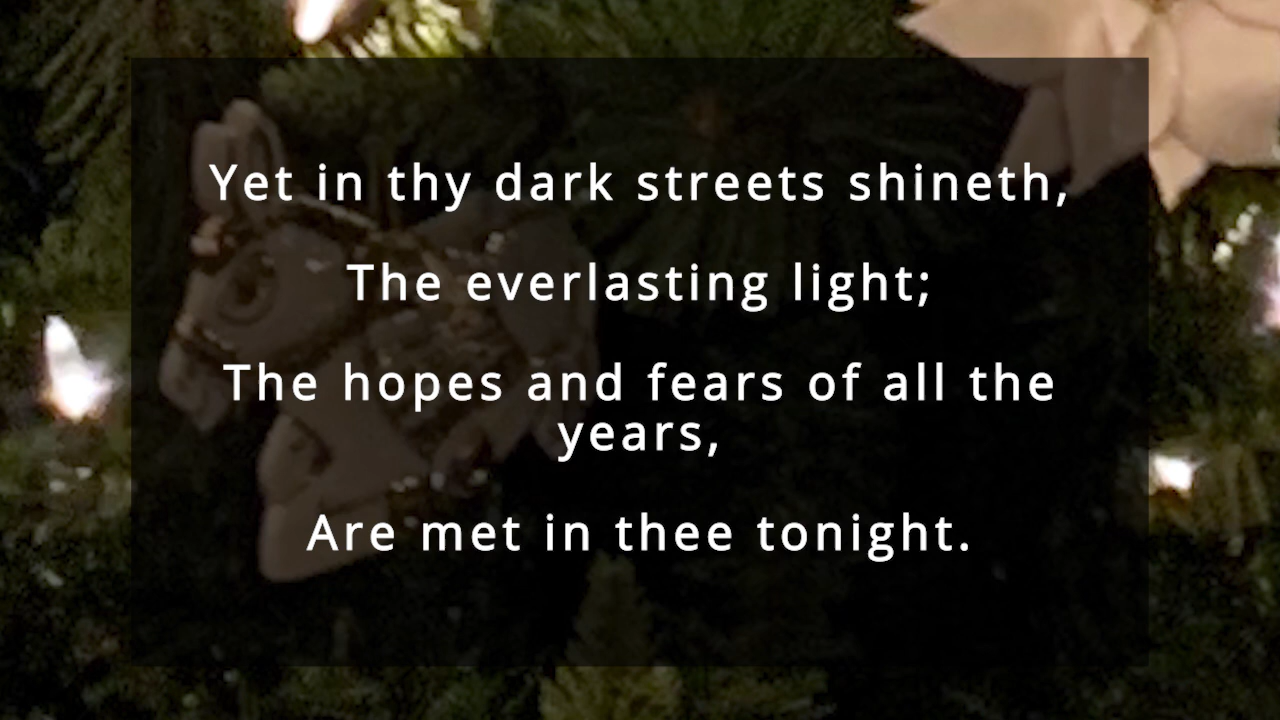 Yet in thy dark streets shineth,
The everlasting light;
The hopes and fears of all the
years,
Are met in thee tonight.